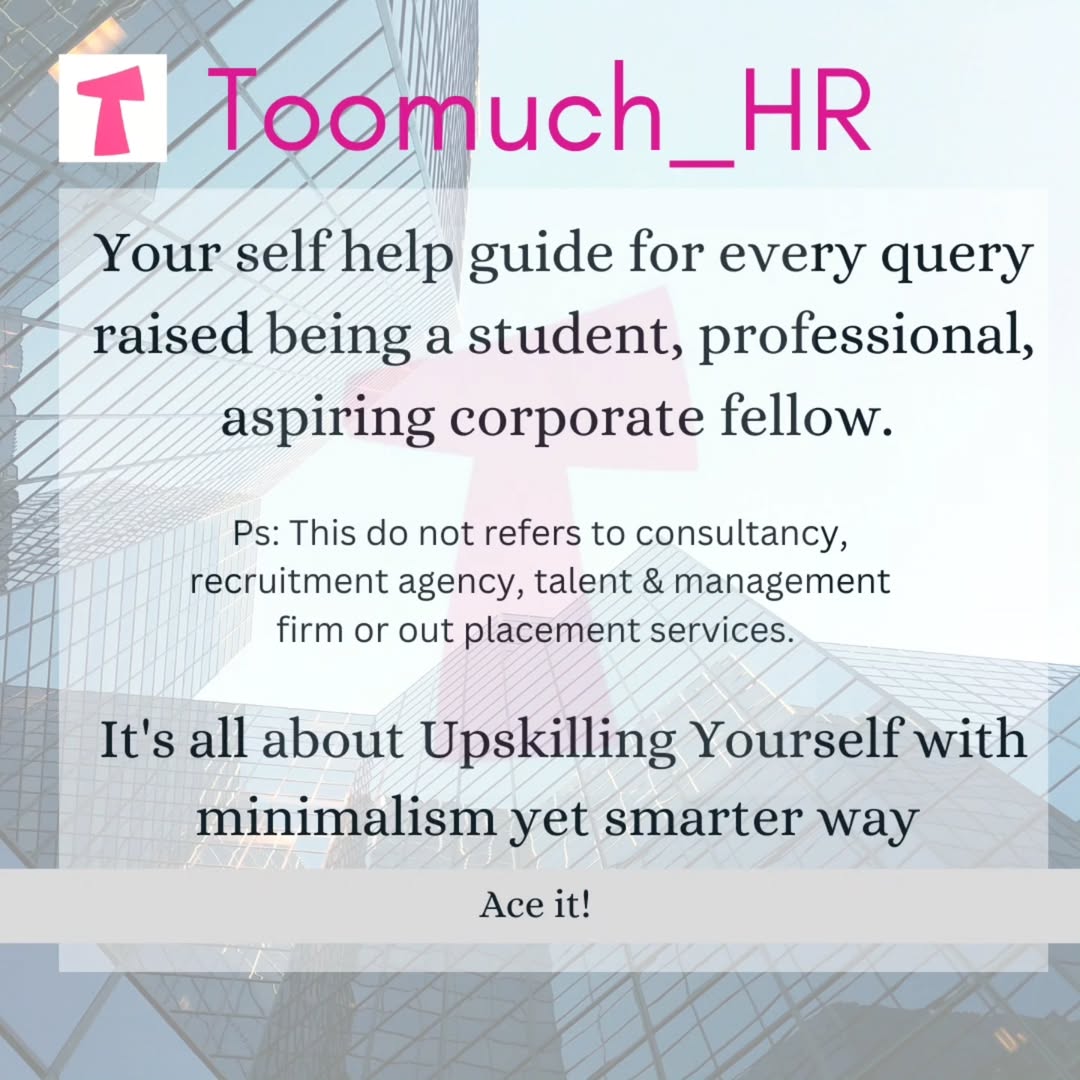 Toomuch_HR
Your self help guide for every query
raised being a student, professional,
aspiring corporate fellow.
Ps: This do not refers to consultancy,
recruitment agency, talent & management
firm or out placement services.
It's all about Upskilling Yourself with
minimalism yet smarter way
Ace it!